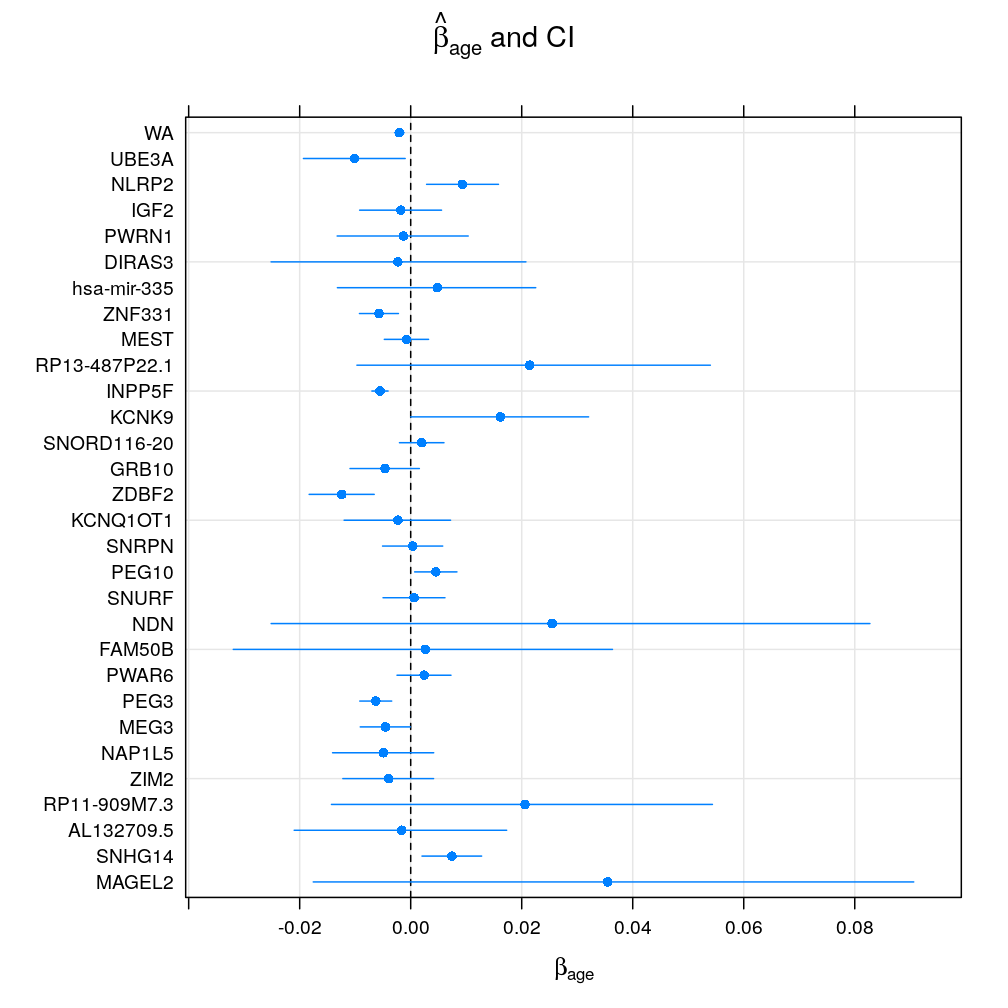 β̂age and CI
WA
UBE3A
NLRP2
IGF2
PWRN1
DIRAS3
hsa-mir-335
ZNF331
MEST
RP13-487P22.1
INPP5F
KCNK9
SNORD116-20
GRB10
ZDBF2
KCNQ1OT1
SNRPN
PEG10
SNURF
NDN
FAM50B
PWAR6
PEG3
MEG3
NAP1L5
ZIM2
RP11-909M7.3
AL132709.5
SNHG14
MAGEL2
-0.02 0.00 0.02 0.04 0.06 0.08
βage